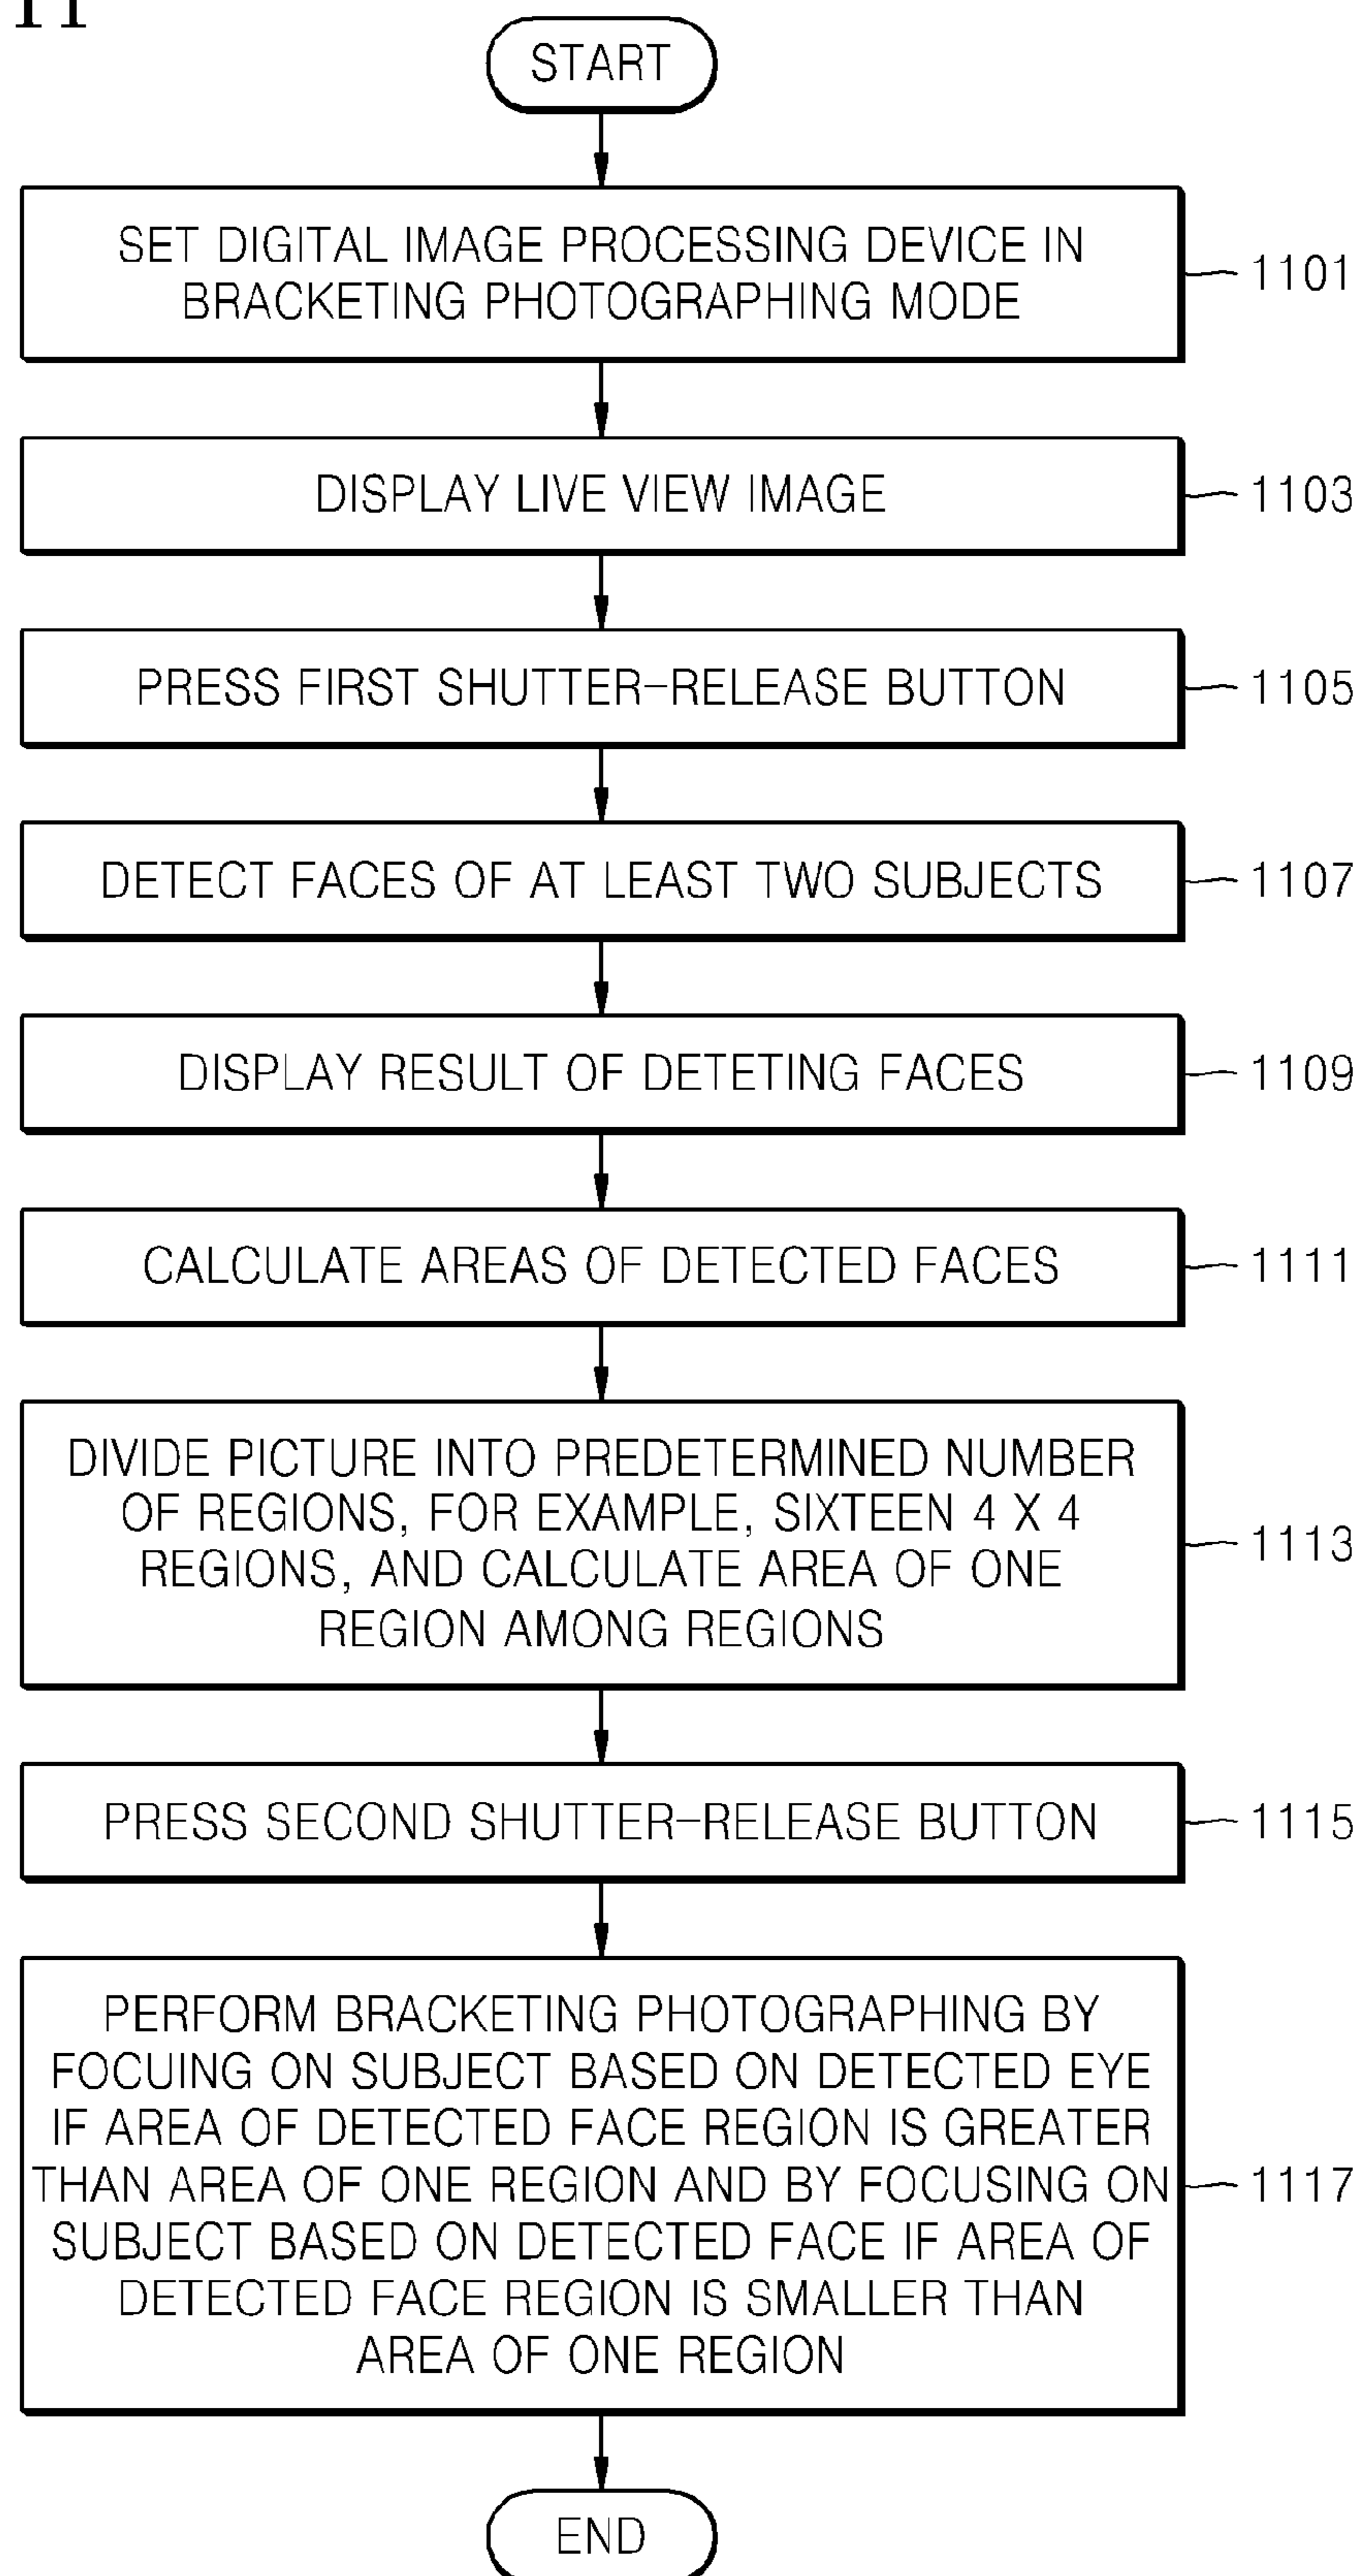 11
START
SET DIGITAL IMAGE PROCESSING DEVICE IN
BRACKETING PHOTOGRAPHING MODE
1101
DISPLAY LIVE VIEW IMAGE
1103
PRESS FIRST SHUTTER-RELEASE BUTTON
1105
DETECT FACES OF AT LEAST TWO SUBJECTS
1107
DISPLAY RESULT OF DETETING FACES
1109
CALCULATE AREAS OF DETECTED FACES
1111
DIVIDE PICTURE INTO PREDETERMINED NUMBER
OF REGIONS, FOR EXAMPLE, SIXTEEN 4 X 4
REGIONS, AND CALCULATE AREA OF ONE
REGION AMONG REGIONS
1113
PRESS SECOND SHUTTER-RELEASE BUTTON
1115
PERFORM BRACKETING PHOTOGRAPHING BY
FOCUING ON SUBJECT BASED ON DETECTED EYE
IF AREA OF DETECTED FACE REGION IS GREATER
THAN AREA OF ONE REGION AND BY FOCUSING ON
SUBJECT BASED ON DETECTED FACE IF AREA OF
DETECTED FACE REGION IS SMALLER THAN
AREA OF ONE REGION
1117
END